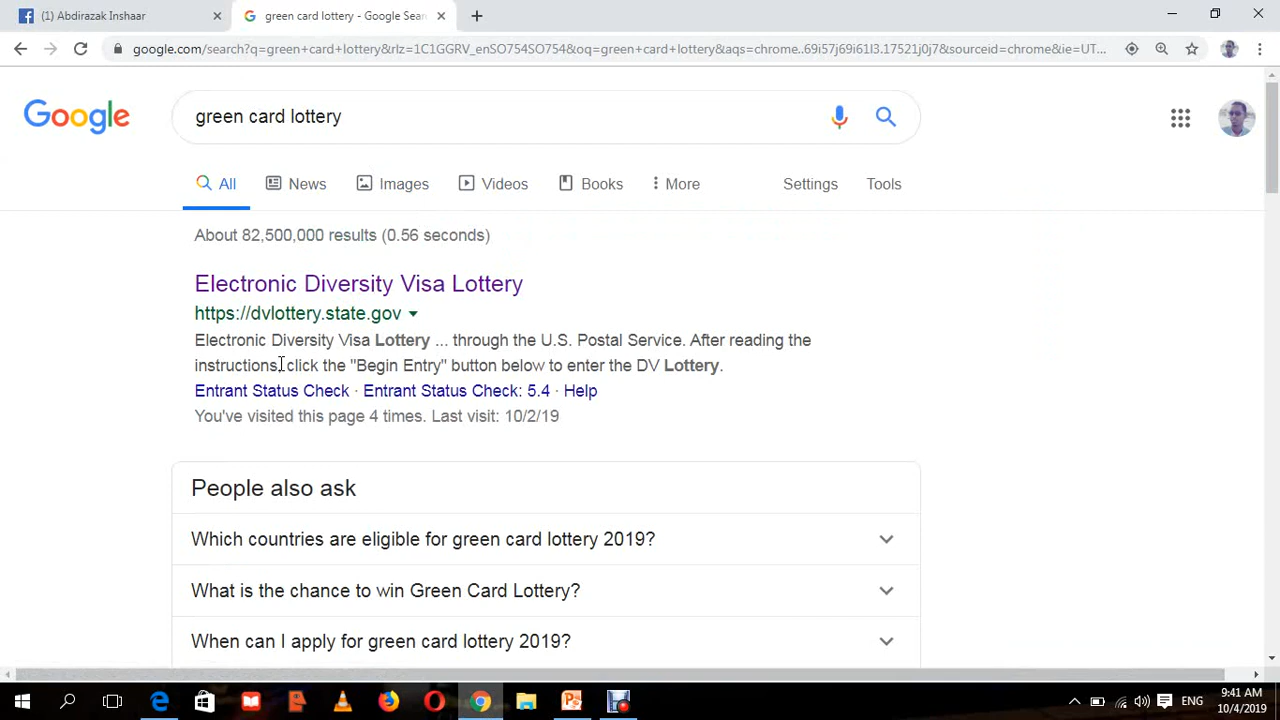 (1) Abdirazak Inshaar
green card lottery - Google Sear
google.com/search?q=green+card+lottery&rlz=1C1GGRV_enSO754SO754&oq=green+card+lottery&aqs=chrome..69i57j69i61l3.17521j0j7&sourceid=chrome&ie=UT...
Google
green card lottery
All News Images Videos Books More Settings Tools
About 82,500,000 results (0.56 seconds)
Electronic Diversity Visa Lottery
https://dvlottery.state.gov
Electronic Diversity Visa Lottery ... through the U.S. Postal Service. After reading the
instructions, click the "Begin Entry" button below to enter the DV Lottery.
Entrant Status Check · Entrant Status Check: 5.4 · Help
You've visited this page 4 times. Last visit: 10/2/19
People also ask
Which countries are eligible for green card lottery 2019?
What is the chance to win Green Card Lottery?
When can I apply for green card lottery 2019?
ENG
9:41 AM
10/4/2019